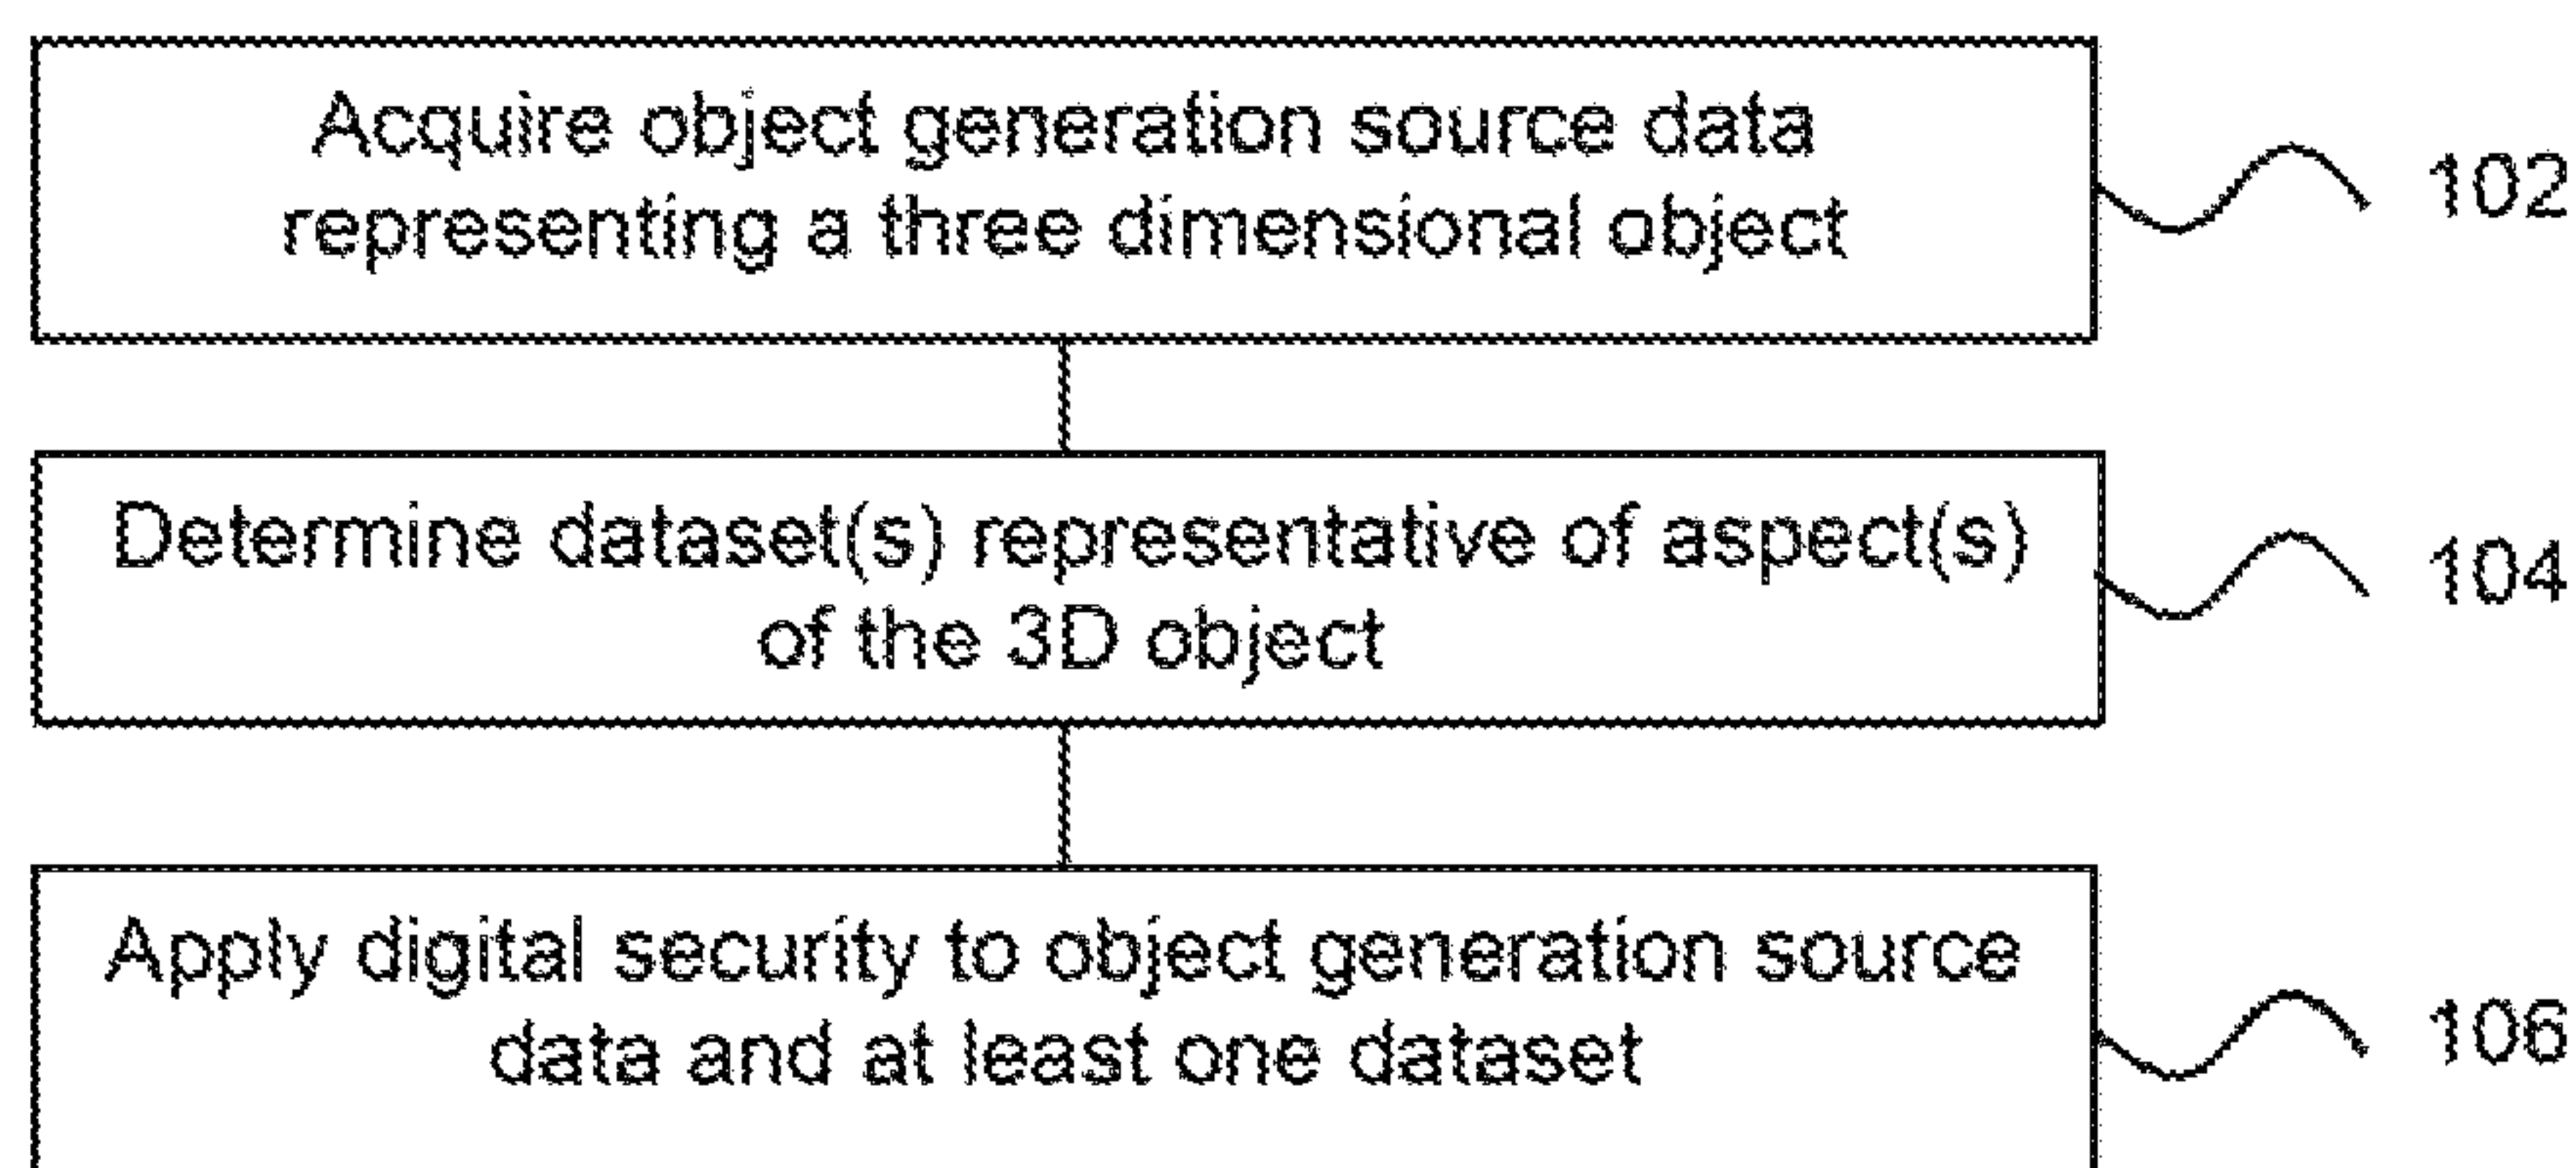 Acquire object generation source data
representing a three dimensional object
102
Determine dataset(s) representative of aspect(s)
of the 3D object
104
Apply digital security to object generation source
data and at least one dataset
106